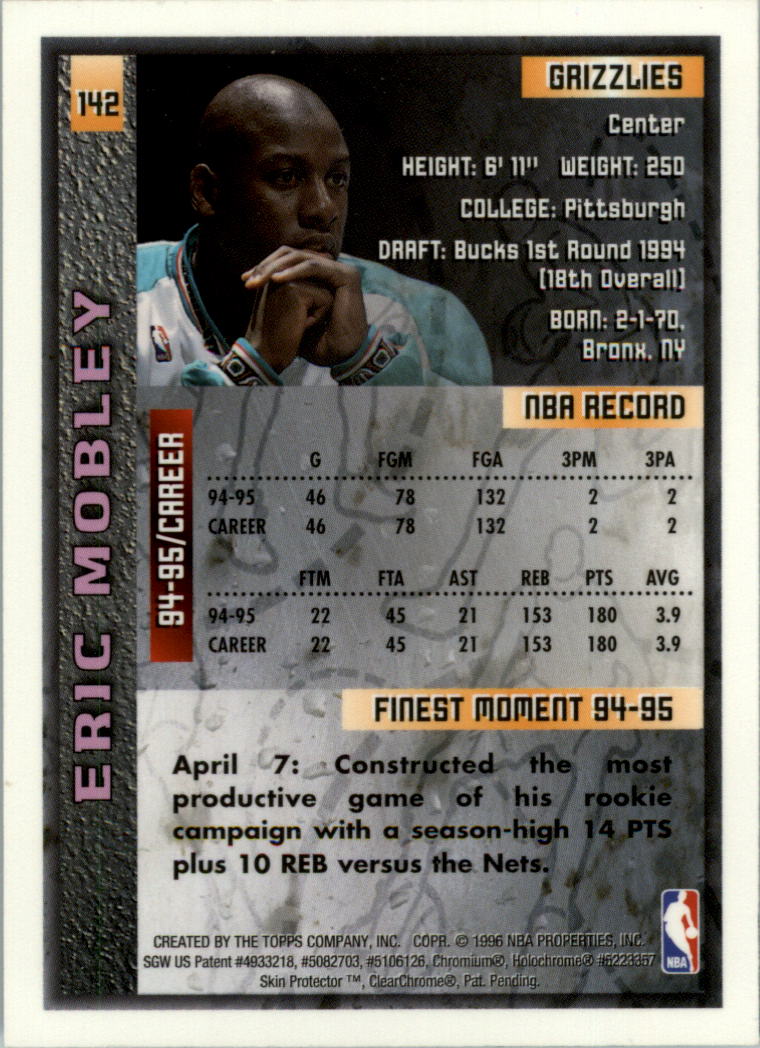 142
GRIZZLIES
Center
HEIGHT: 6' 11" WEIGHT: 250
COLLEGE: Pittsburgh
DRAFT: Bucks 1st Round 1994
(18th Overall)
BORN: 2-1-70,
Bronx, NY
ERIC MOBLEY
NBA RECORD
94-95/CAREER
G FGM FGA 3PM 3PA
94-95 46 78 132 2 2
CAREER 46 78 132 2 2
FTM FTA AST REB PTS AVG
94-95 22 45 21 153 180 3.9
CAREER 22 45 21 153 180 3.9
FINEST MOMENT 94-95
April 7: Constructed the most
productive game of his rookie
campaign with a season-high 14 PTS
plus 10 REB versus the Nets.
CREATED BY THE TOPPS COMPANY, INC. COPR. © 1996 NBA PROPERTIES, INC.
SGW US Patent #4933218, #5082703, #5106126, Chromium®, Holochrome® #5223357
Skin Protector ™, ClearChrome®, Pat. Pending.
NBA